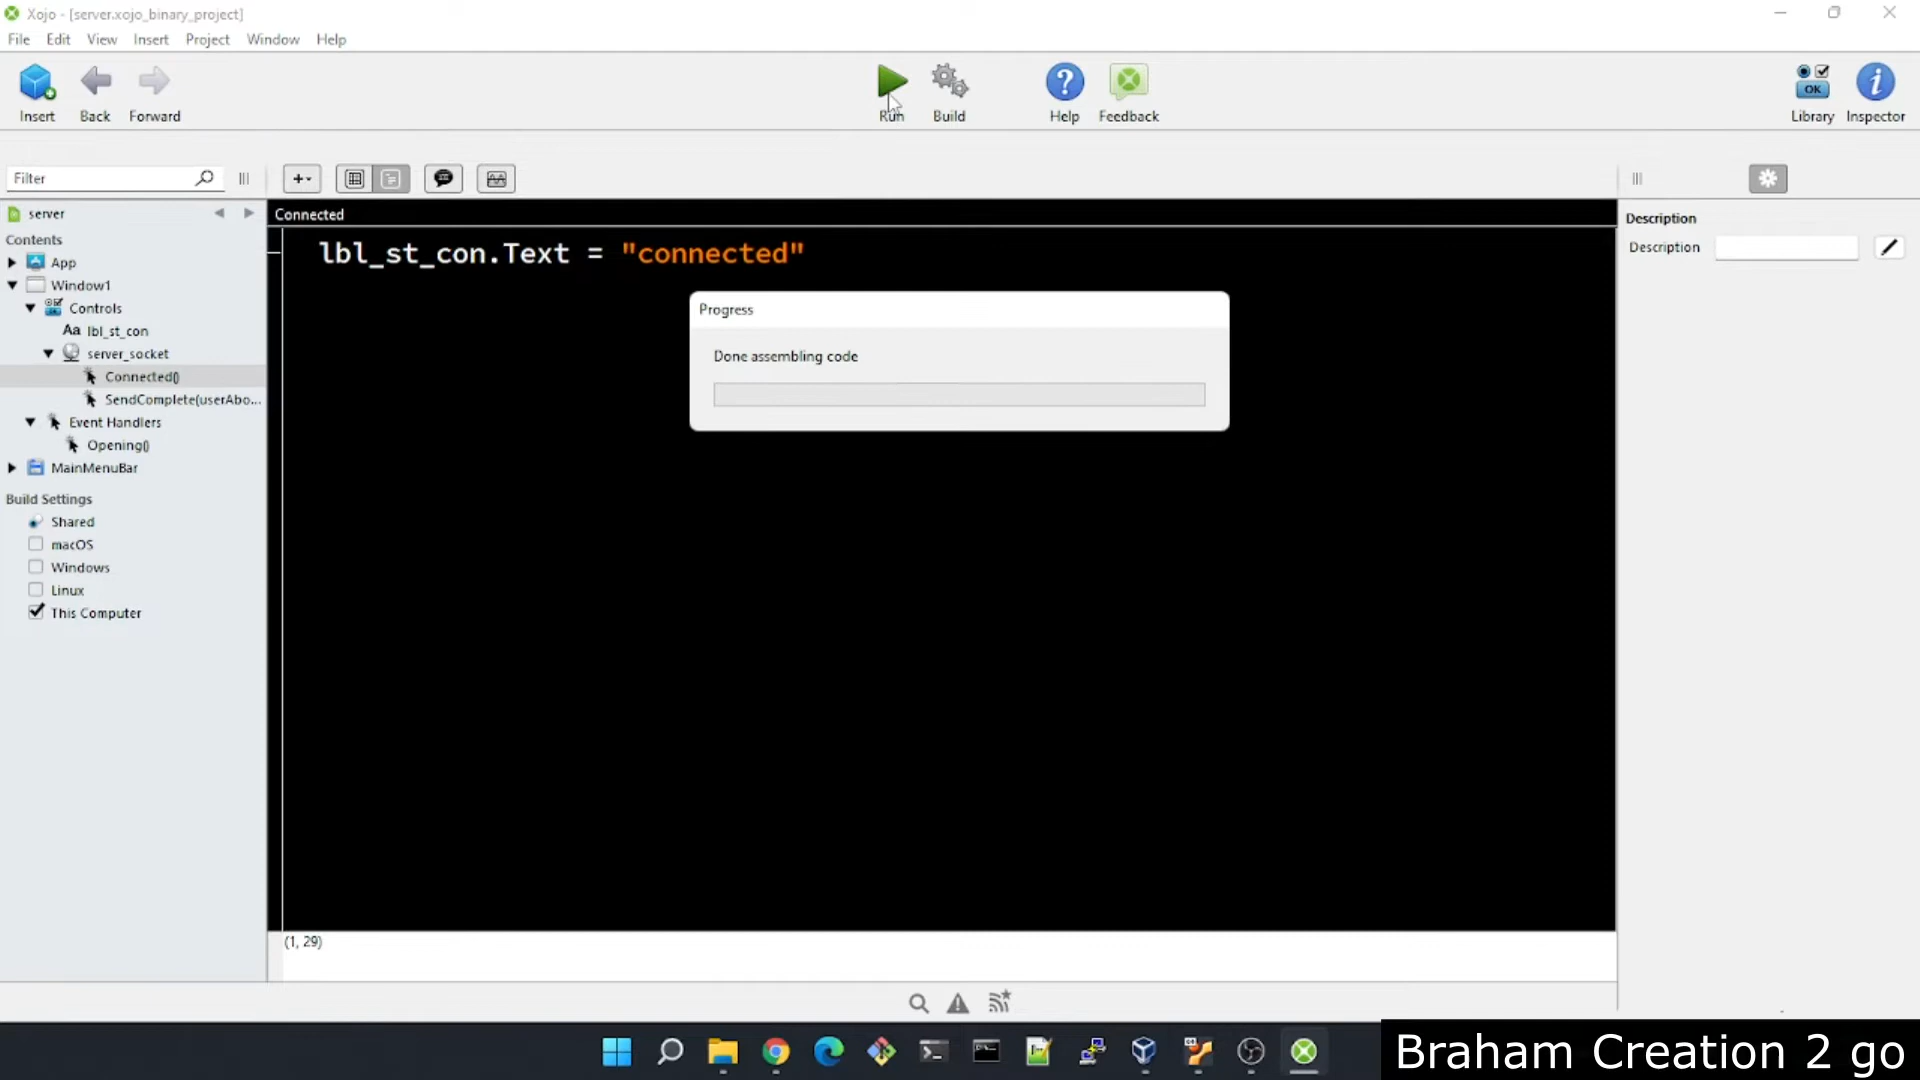 Xojo - [server.xojo_binary_project]
File Edit View Insert Project Window Help
Insert Back Forward Run Build Help Feedback OK Library Inspector
Filter
server
Contents
App
Window1
Controls
Aa lbl_st_con
server_socket
Connected()
SendComplete(userAbo...
Event Handlers
Opening()
MainMenuBar
Build Settings
Shared
macOS
Windows
Linux
This Computer
Connected
lbl_st_con.Text = "connected"
Progress
Done assembling code
(1, 29)
Description
Description
Braham Creation 2 go